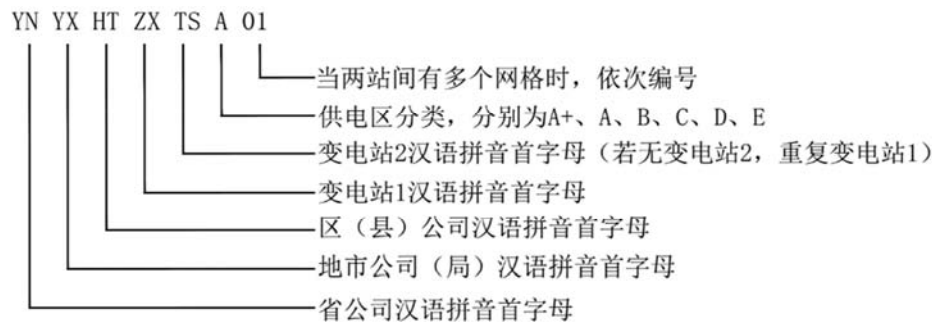 YN YX HT ZX TS A 01
当两站间有多个网格时，依次编号
供电区分类，分别为A+、A、B、C、D、E
变电站2汉语拼音首字母（若无变电站2，重复变电站1）
变电站1汉语拼音首字母
区（县）公司汉语拼音首字母
地市公司（局）汉语拼音首字母
省公司汉语拼音首字母